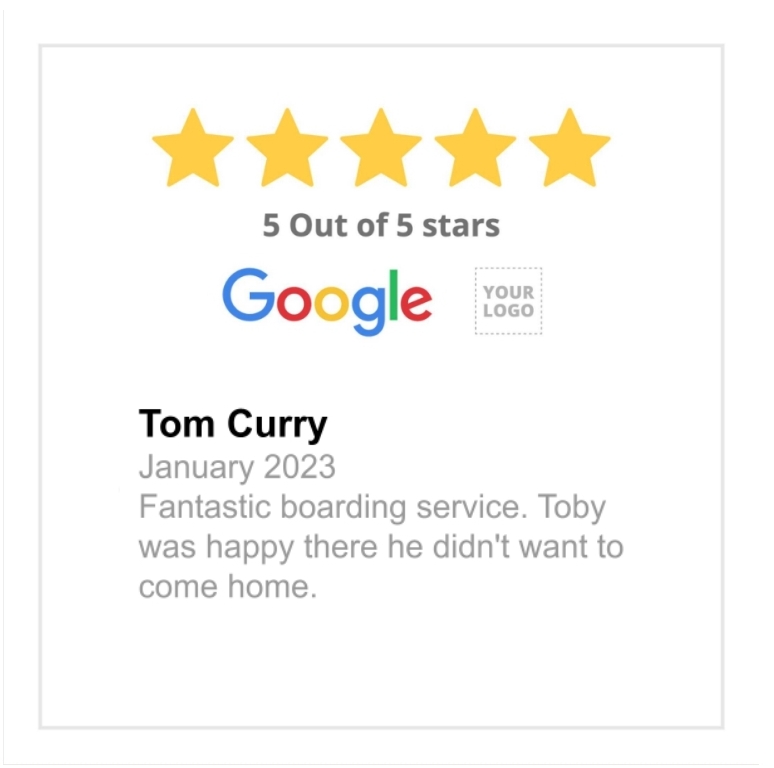 5 Out of 5 stars
Google
YOUR
LOGO
Tom Curry
January 2023
Fantastic boarding service. Toby
was happy there he didn't want to
come home.